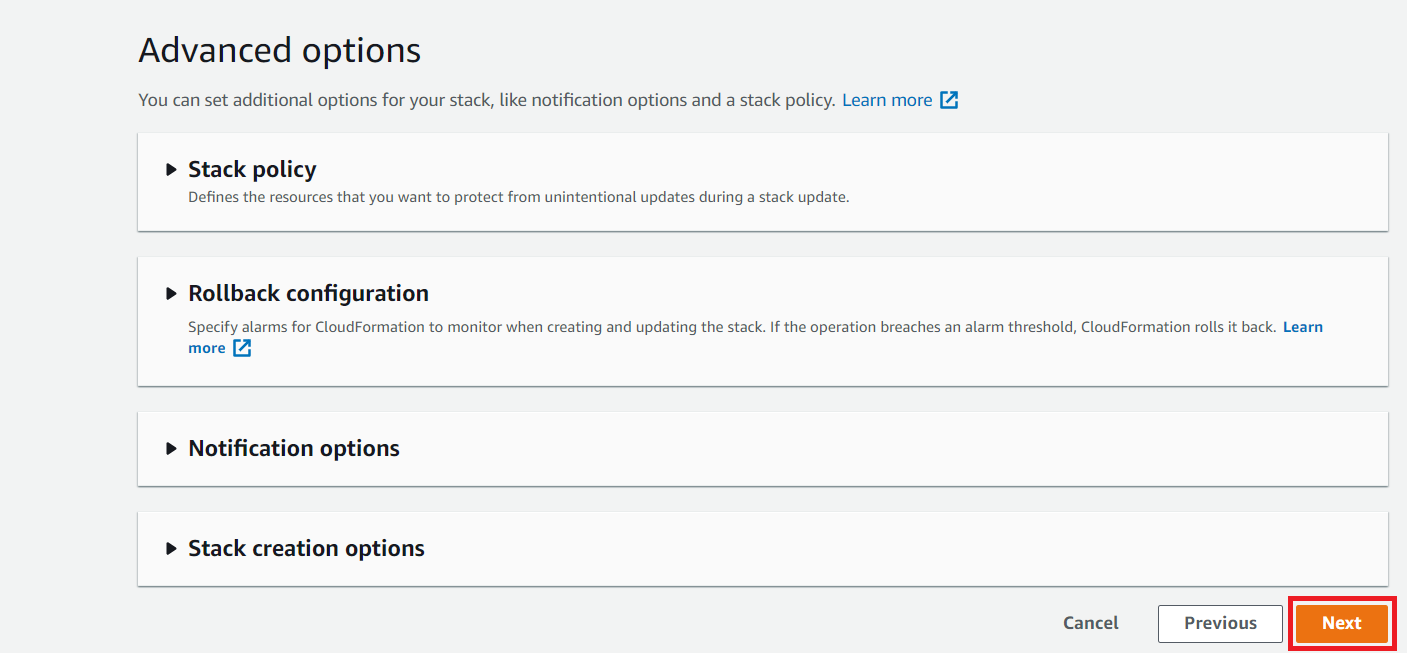 Advanced options
You can set additional options for your stack, like notification options and a stack policy. Learn more
Stack policy
Defines the resources that you want to protect from unintentional updates during a stack update.
Rollback configuration
Specify alarms for CloudFormation to monitor when creating and updating the stack. If the operation breaches an alarm threshold, CloudFormation rolls it back. Learn
more
Notification options
Stack creation options
Cancel Previous Next